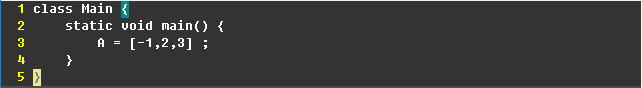 1 class Main {
2     static void main() {
3         A = [-1,2,3] ;
4     }
5 }